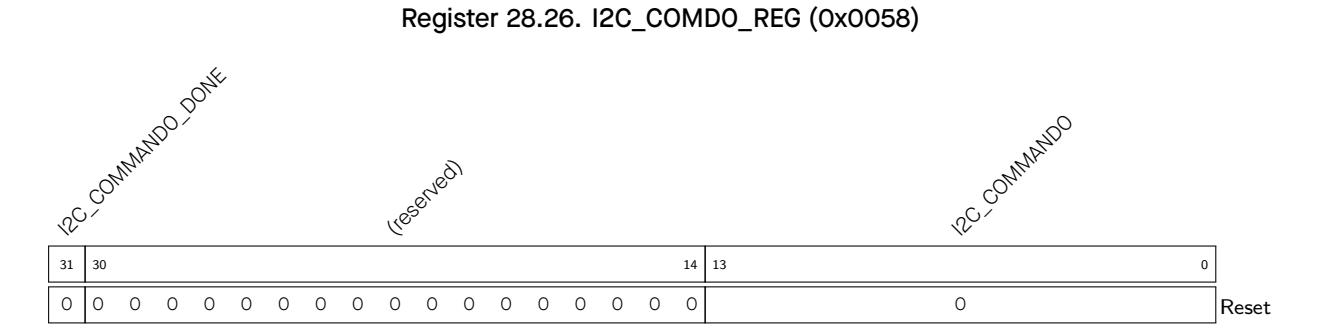 Register 28.26. I2C_COMD0_REG (0x0058)
I2C_COMMAND0_DONE
(reserved)
I2C_COMMAND0
31 30 14 13 0
0 0 0 0 0 0 0 0 0 0 0 0 0 0 0 0 0 0 0 Reset